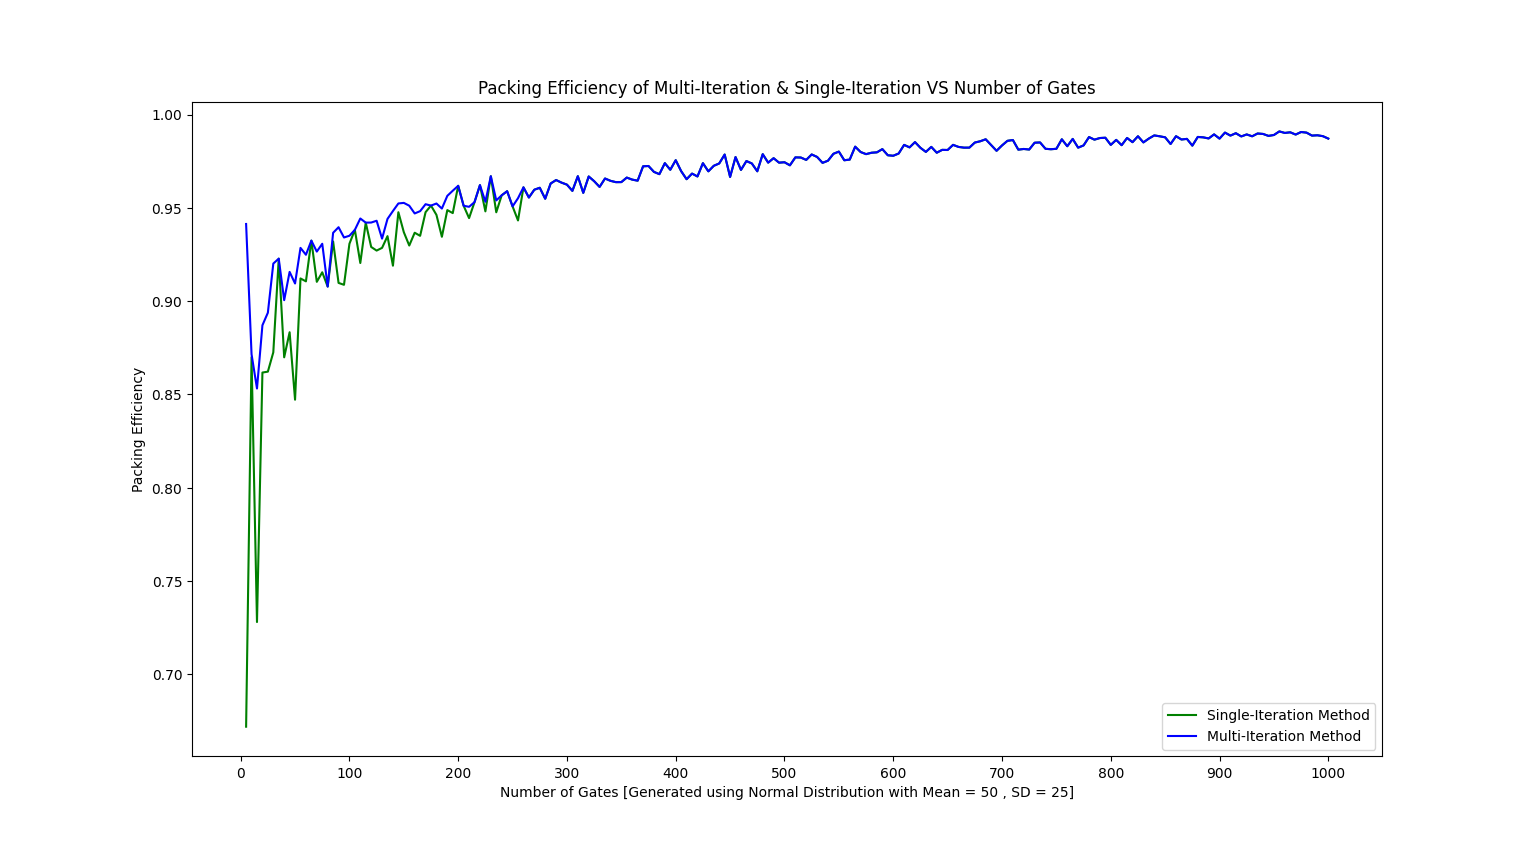 Packing Efficiency of Multi-Iteration & Single-Iteration VS Number of Gates
1.00
0.95
0.90
0.85
0.80
0.75
0.70
Packing Efficiency
Single-Iteration Method
Multi-Iteration Method
0 100 200 300 400 500 600 700 800 900 1000
Number of Gates [Generated using Normal Distribution with Mean = 50 , SD = 25]